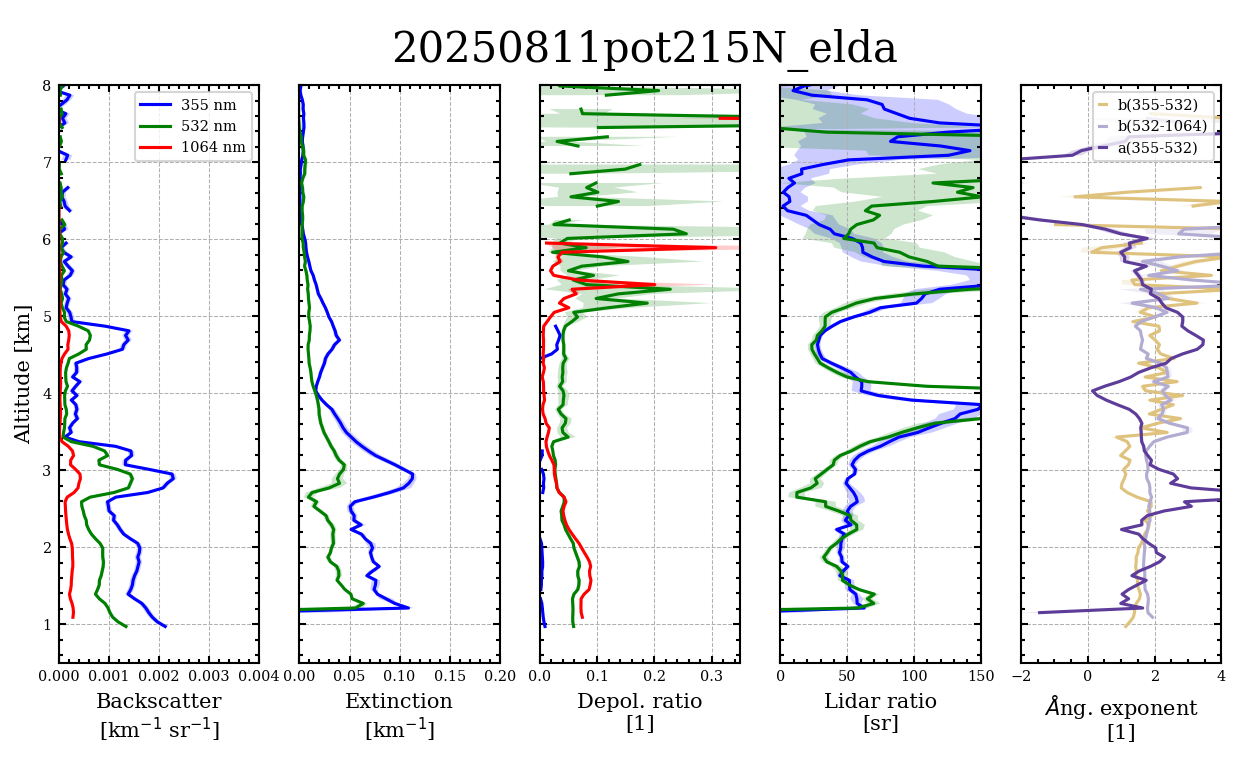 20250811pot215N_elda
8
7
6
5
4
3
2
1
Altitude [km]
355 nm
532 nm
1064 nm
b(355-532)
b(532-1064)
a(355-532)
0.000 0.001 0.002 0.003 0.004
0.00 0.05 0.10 0.15 0.20
0.0 0.1 0.2 0.3
0 50 100 150
−2 0 2 4
Backscatter
[km⁻¹ sr⁻¹]
Extinction
[km⁻¹]
Depol. ratio
[1]
Lidar ratio
[sr]
Ång. exponent
[1]